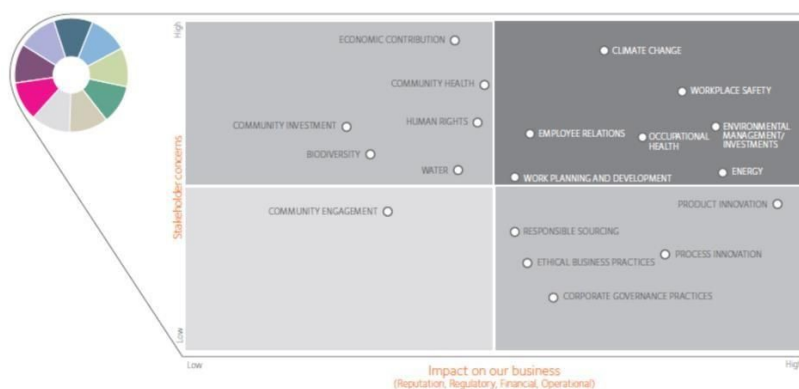 High
ECONOMIC CONTRIBUTION
CLIMATE CHANGE
COMMUNITY HEALTH
WORKPLACE SAFETY
COMMUNITY INVESTMENT
HUMAN RIGHTS
EMPLOYEE RELATIONS
OCCUPATIONAL
HEALTH
ENVIRONMENTAL
MANAGEMENT/
INVESTMENTS
BIODIVERSITY
WATER
ENERGY
WORK PLANNING AND DEVELOPMENT
Stakeholder concerns
COMMUNITY ENGAGEMENT
PRODUCT INNOVATION
RESPONSIBLE SOURCING
PROCESS INNOVATION
ETHICAL BUSINESS PRACTICES
CORPORATE GOVERNANCE PRACTICES
Low
Low
High
Impact on our business
(Reputation, Regulatory, Financial, Operational)